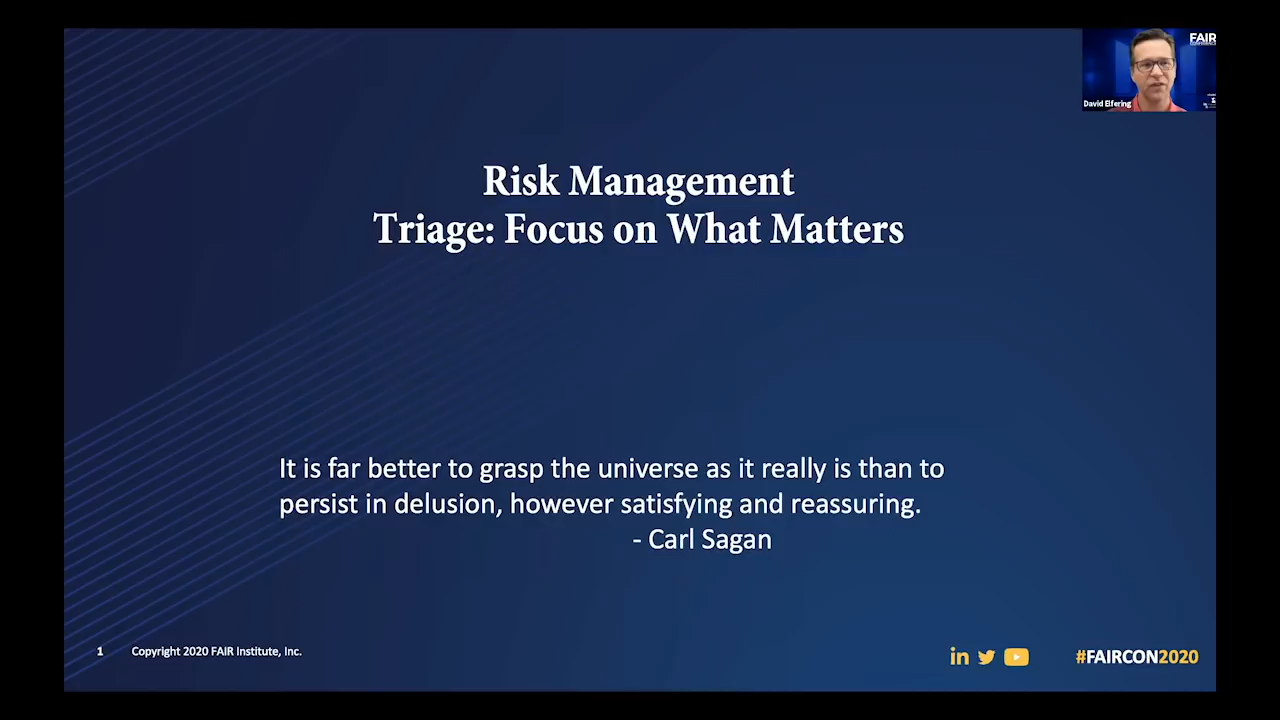 FAIR
CONFERENCE
David Elfering
Risk Management
Triage: Focus on What Matters
It is far better to grasp the universe as it really is than to
persist in delusion, however satisfying and reassuring.
- Carl Sagan
1 Copyright 2020 FAIR Institute, Inc.
in
#FAIRCON2020